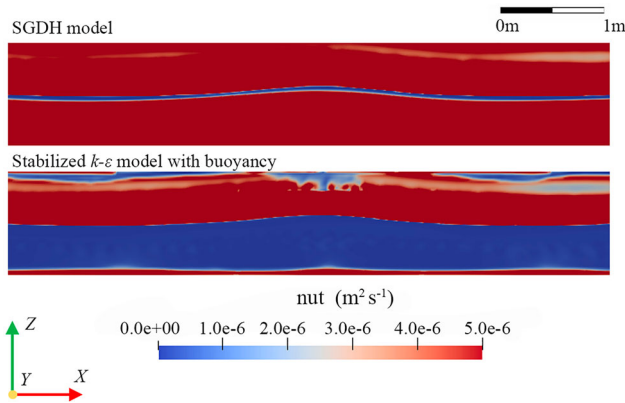 SGDH model
0m 1m
Stabilized k-ε model with buoyancy
nut (m² s⁻¹)
0.0e+00 1.0e-6 2.0e-6 3.0e-6 4.0e-6 5.0e-6
Z
Y X